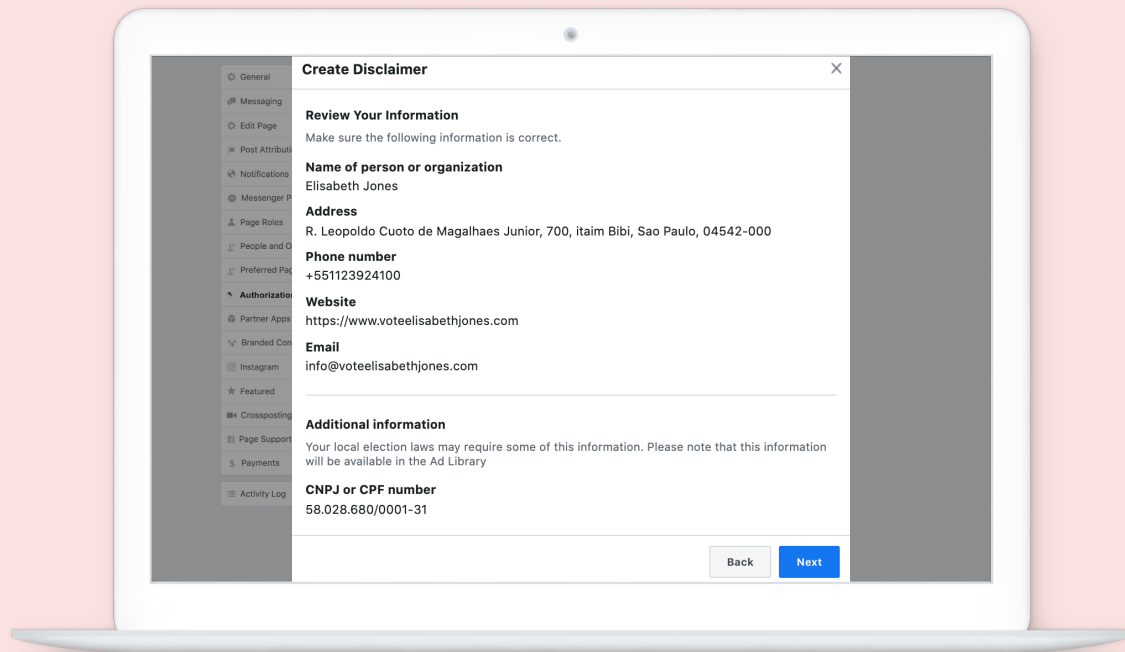 Create Disclaimer
General
Messaging
Edit Page
Post Attributi
Notifications
Messenger P
Page Roles
People and O
Preferred Pag
Authorization
Partner Apps
Branded Con
Instagram
Featured
Crossposting
Page Support
Payments
Activity Log
Review Your Information
Make sure the following information is correct.
Name of person or organization
Elisabeth Jones
Address
R. Leopoldo Cuoto de Magalhaes Junior, 700, itaim Bibi, Sao Paulo, 04542-000
Phone number
+551123924100
Website
https://www.voteelisabethjones.com
Email
info@voteelisabethjones.com
Additional information
Your local election laws may require some of this information. Please note that this information
will be available in the Ad Library
CNPJ or CPF number
58.028.680/0001-31
Back
Next